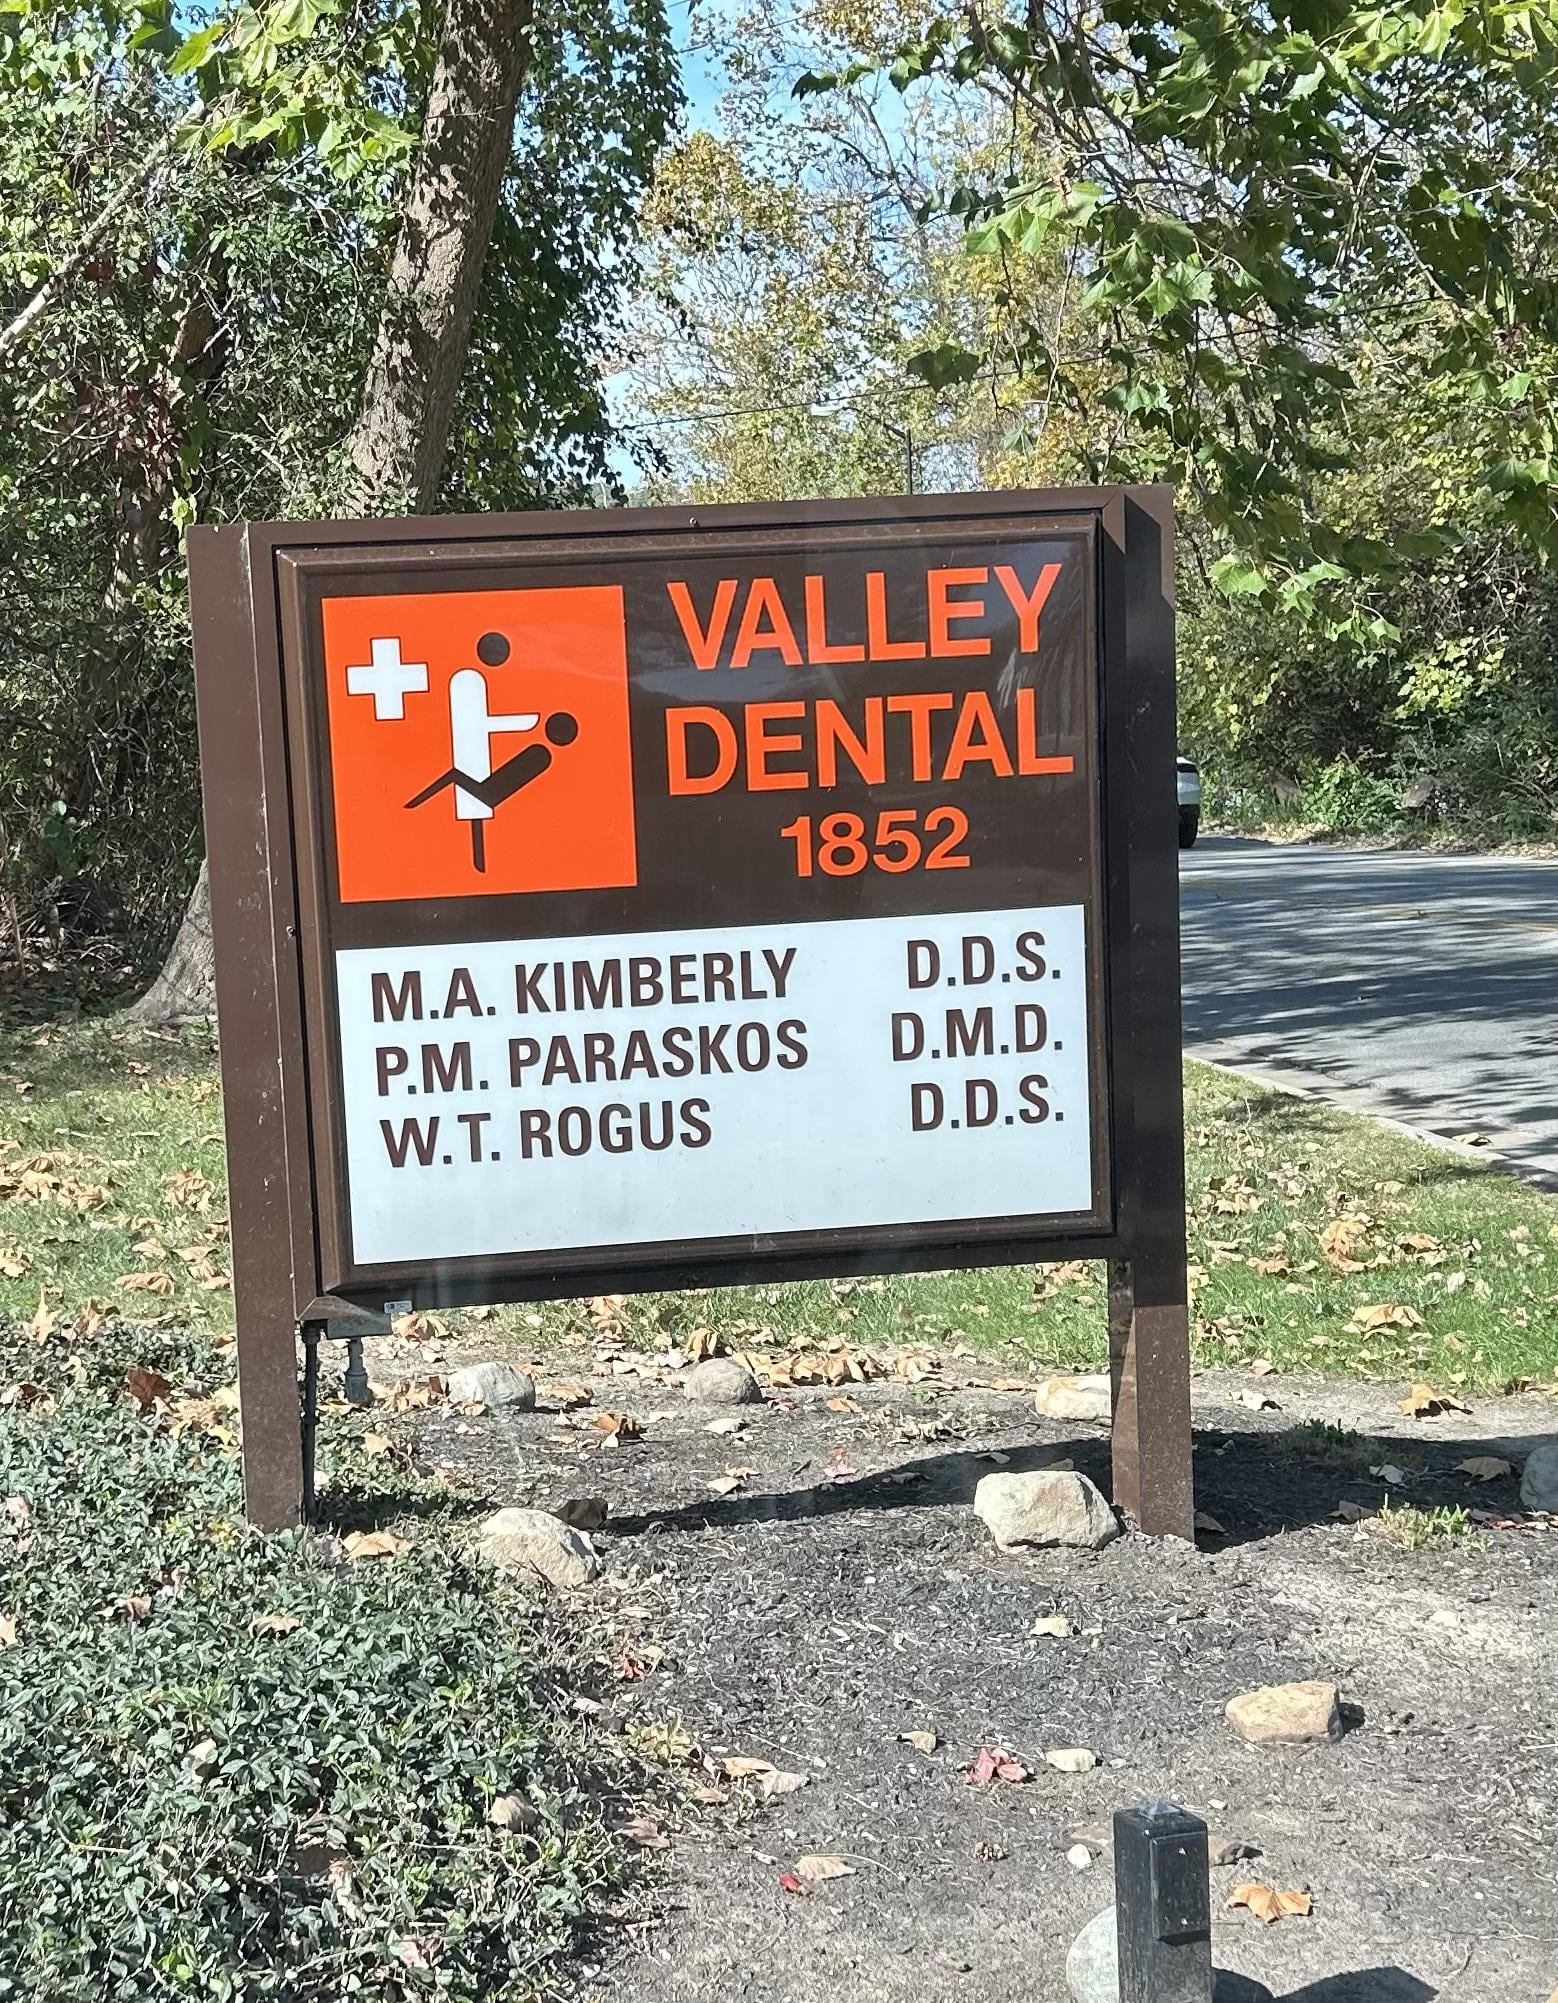 VALLEY
DENTAL
1852
M.A. KIMBERLY D.D.S.
P.M. PARASKOS D.M.D.
W.T. ROGUS D.D.S.